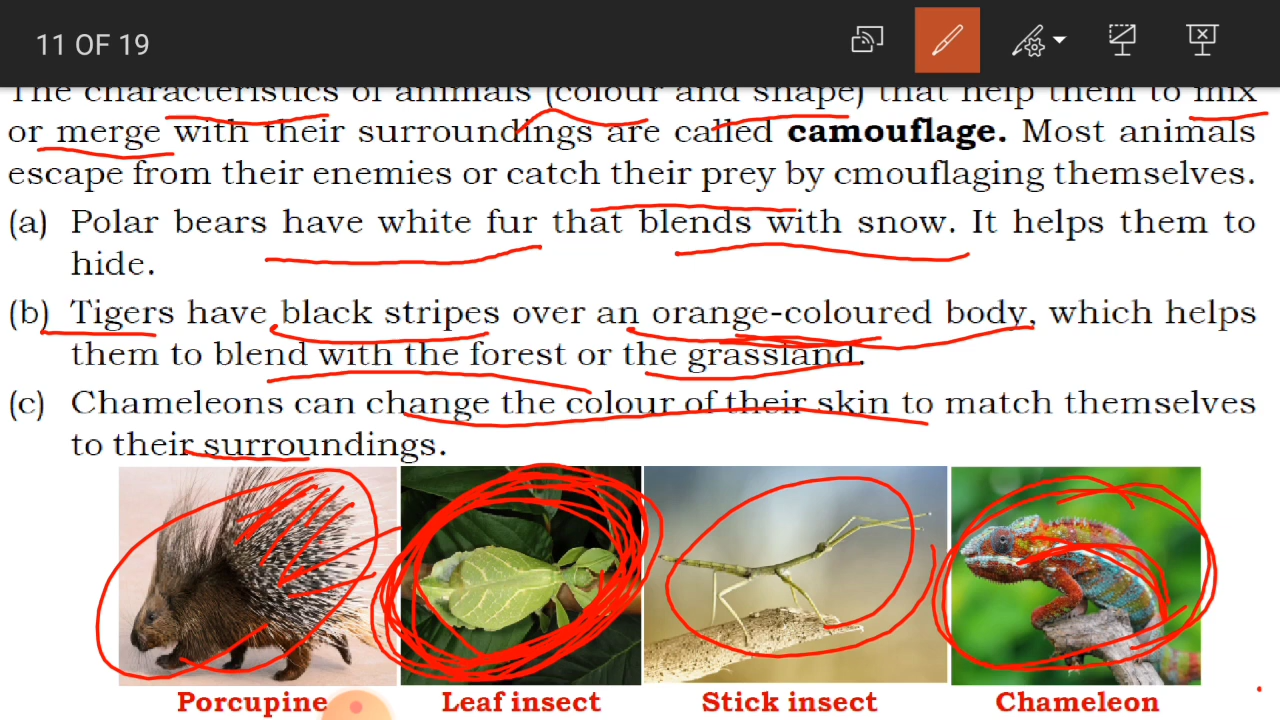 11 OF 19
The characteristics of animals (colour and shape) that help them to mix
or merge with their surroundings are called camouflage. Most animals
escape from their enemies or catch their prey by cmouflaging themselves.
(a) Polar bears have white fur that blends with snow. It helps them to
hide.
(b) Tigers have black stripes over an orange-coloured body, which helps
them to blend with the forest or the grassland.
(c) Chameleons can change the colour of their skin to match themselves
to their surroundings.
Porcupine Leaf insect Stick insect Chameleon